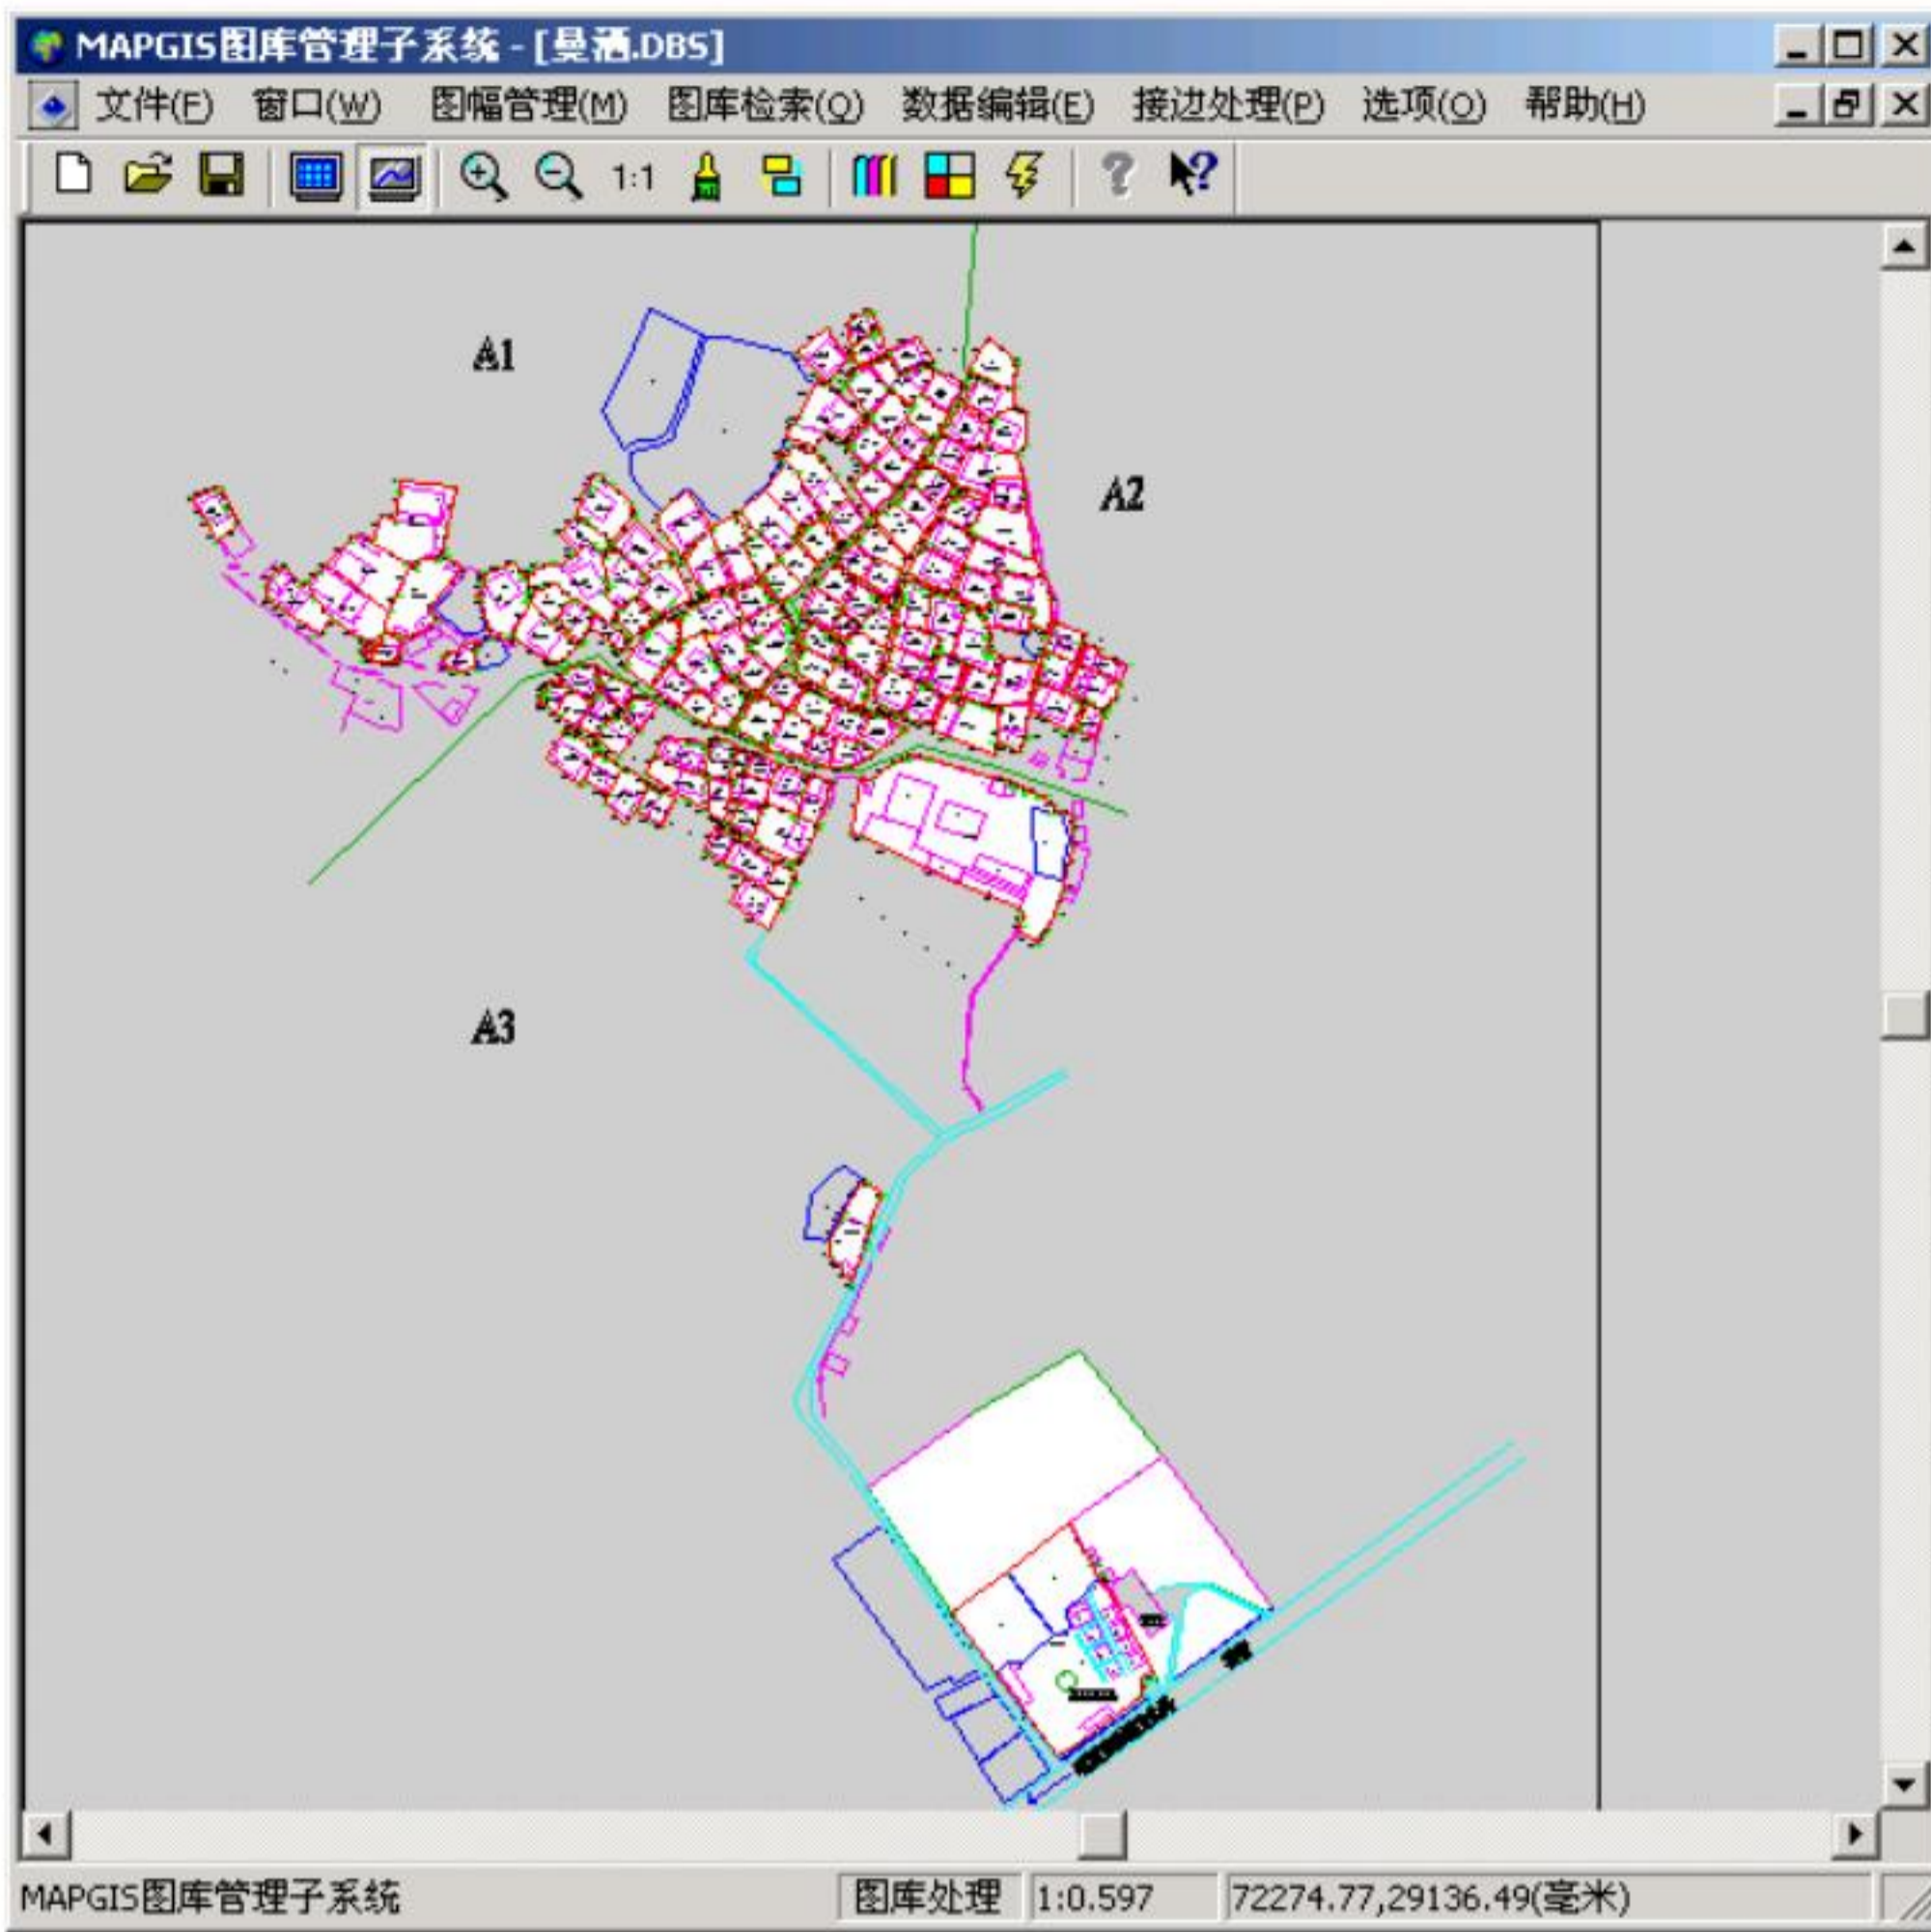 MAPGIS图库管理子系统 - [曼洒.DBS]
文件(F) 窗口(W) 图幅管理(M) 图库检索(Q) 数据编辑(E) 接边处理(P) 选项(O) 帮助(H)
1:1
A1
A2
A3
MAPGIS图库管理子系统 图库处理 1:0.597 72274.77,29136.49(毫米)